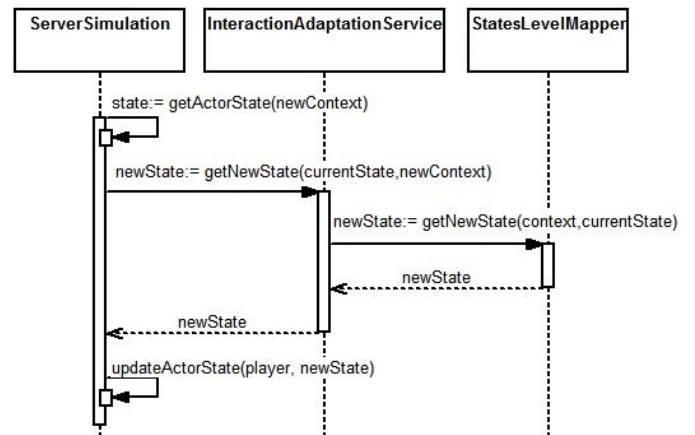 ServerSimulation
InteractionAdaptationService
StatesLevelMapper
state:= getActorState(newContext)
newState:= getNewState(currentState,newContext)
newState:= getNewState(context,currentState)
newState
newState
updateActorState(player, newState)